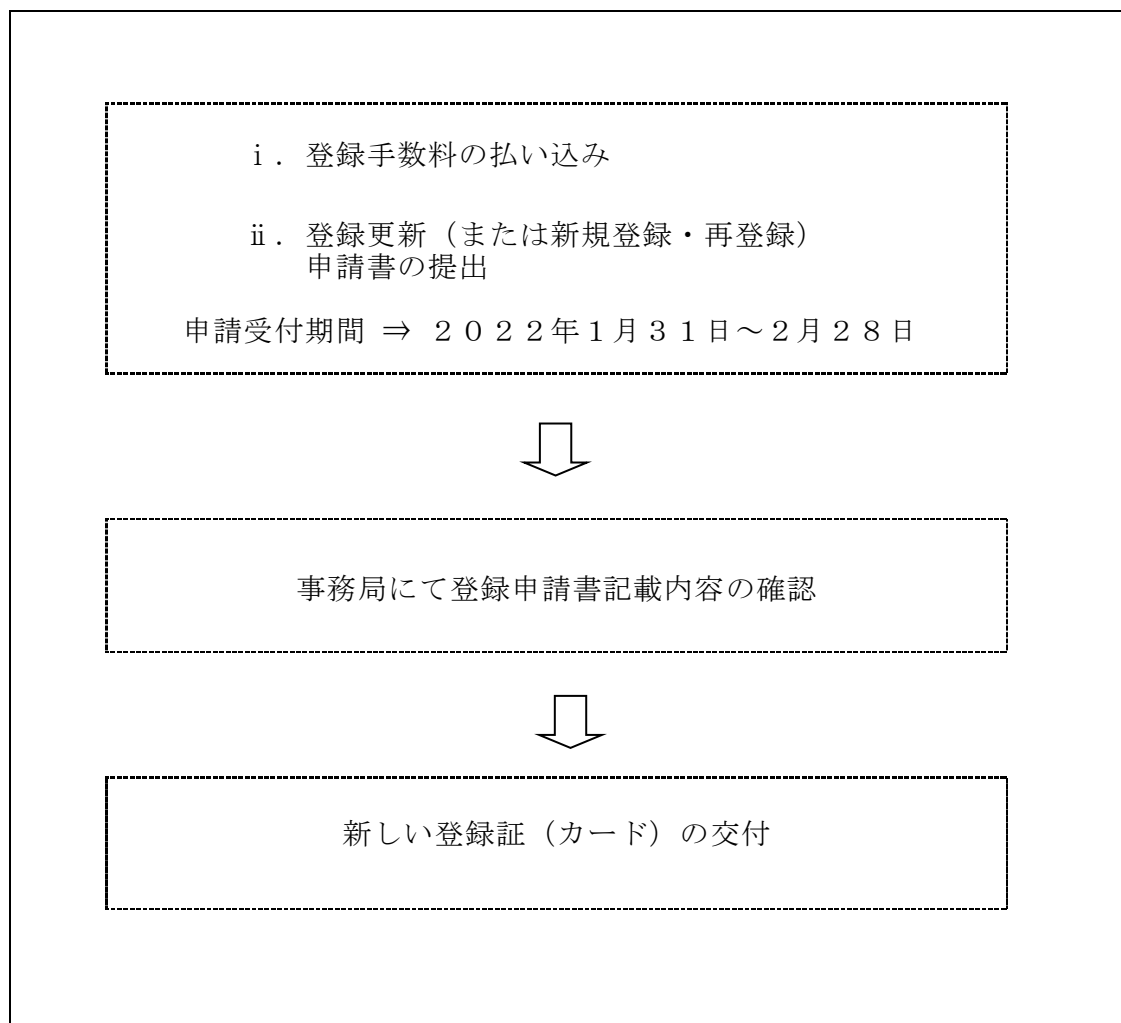 ⅰ．登録手数料の払い込み
ⅱ．登録更新（または新規登録・再登録）
申請書の提出
申請受付期間 ⇒ ２０２２年１月３１日～２月２８日
事務局にて登録申請書記載内容の確認
新しい登録証（カード）の交付